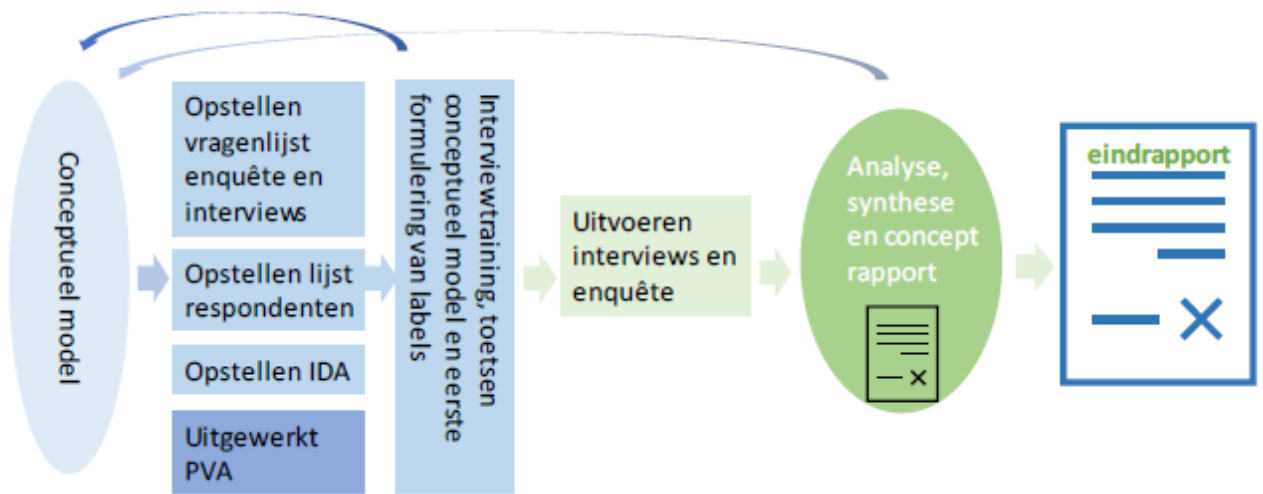 Conceptueel model
Opstellen
vragenlijst
enquête en
interviews
Opstellen lijst
respondenten
Opstellen IDA
Uitgewerkt
PVA
Interviewtraining, toetsen
conceptueel model en eerste
formulering van labels
Uitvoeren
interviews en
enquête
Analyse,
synthese
en concept
rapport
eindrapport